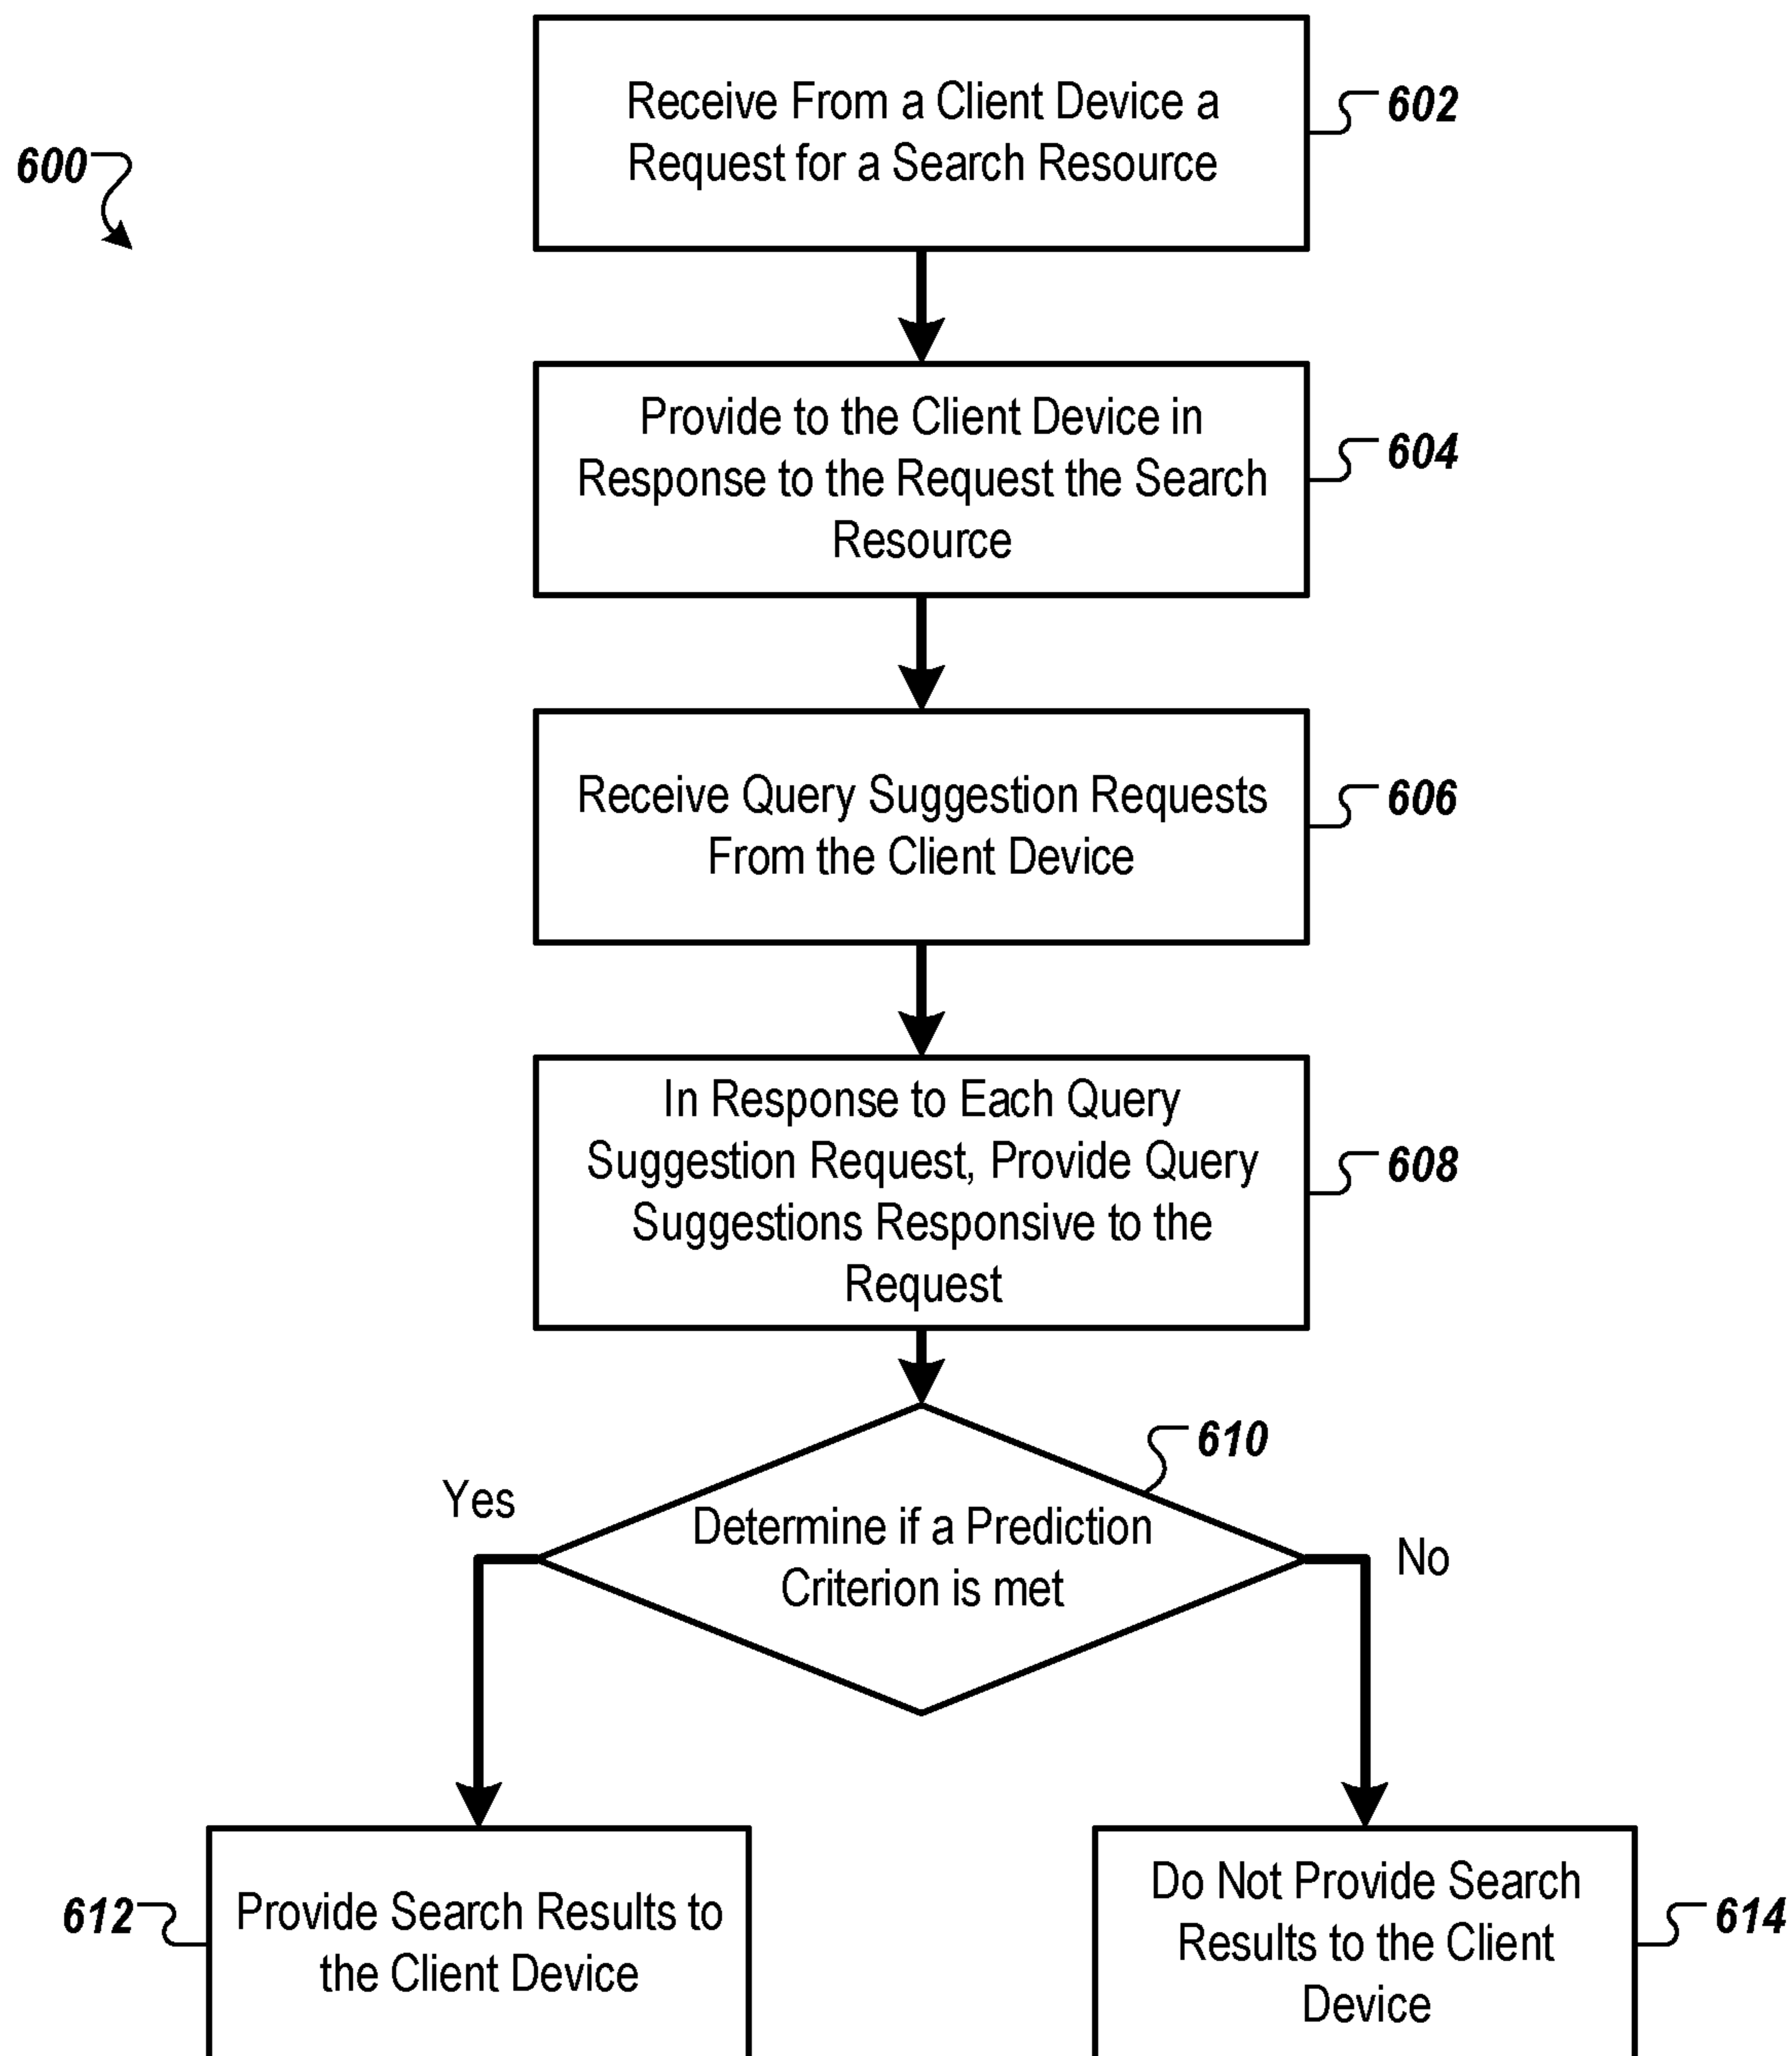 Receive From a Client Device a
Request for a Search Resource
602
600
Provide to the Client Device in
Response to the Request the Search
Resource
604
Receive Query Suggestion Requests
From the Client Device
606
In Response to Each Query
Suggestion Request, Provide Query
Suggestions Responsive to the
Request
608
610
Yes
Determine if a Prediction
Criterion is met
No
612
Provide Search Results to
the Client Device
Do Not Provide Search
Results to the Client
Device
614